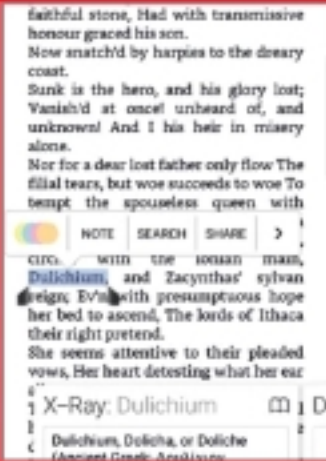 faithful stone, Had with transmissive
honour graced his son.
Now snatch'd by harpies to the dreary
coast.
Sunk is the hero, and his glory lost;
Vanish'd at once! unheard of, and
unknown! And I his heir in misery
alone.
Nor for a dear lost father only flow The
filial tears, but woe succeeds to woe To
tempt the spouseless queen with
NOTE SEARCH SHARE >
with the Ionian main,
Dulichium, and Zacynthas' sylvan
reign; Ev'n with presumptuous hope
her bed to ascend, The lords of Ithaca
their right pretend.
She seems attentive to their pleaded
vows, Her heart detesting what her ear
X-Ray: Dulichium
D
Dulichium, Dolicha, or Doliche
(Ancient Greek: